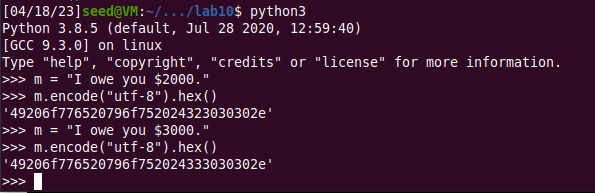 [04/18/23]seed@VM:~/.../lab10$ python3
Python 3.8.5 (default, Jul 28 2020, 12:59:40)
[GCC 9.3.0] on linux
Type "help", "copyright", "credits" or "license" for more information.
>>> m = "I owe you $2000."
>>> m.encode("utf-8").hex()
'49206f776520796f752024323030302e'
>>> m = "I owe you $3000."
>>> m.encode("utf-8").hex()
'49206f776520796f752024333030302e'
>>>